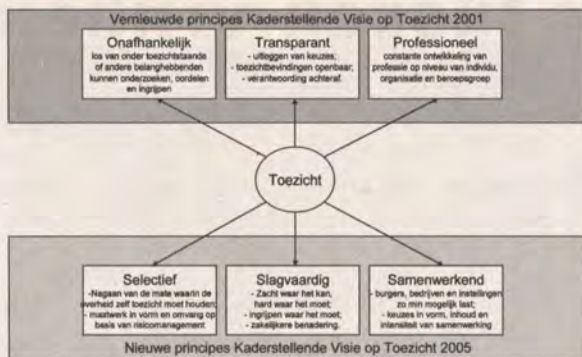 Vernieuwde principes Kaderstellende Visie op Toezicht 2001
Onafhankelijk
los van onder toezichtstaande
of andere belanghebbenden
kunnen onderzoeken, oordelen
en ingrijpen
Transparant
- uitleggen van keuzes;
- toezichtbevindingen openbaar;
- verantwoording achteraf.
Professioneel
constante ontwikkeling van
professie op niveau van individu,
organisatie en beroepsgroep
Toezicht
Selectief
-Nagaan van de mate waarin de
overheid zelf toezicht moet houden;
- maatwerk in vorm en omvang op
basis van risicomanagement
Slagvaardig
- Zacht waar het kan,
hard waar het moet;
- ingrijpen waar het moet;
- zakelijkere benadering.
Samenwerkend
- burgers, bedrijven en instellingen
zo min mogelijk last;
- keuzes in vorm, inhoud en
intensiteit van samenwerking
Nieuwe principes Kaderstellende Visie op Toezicht 2005